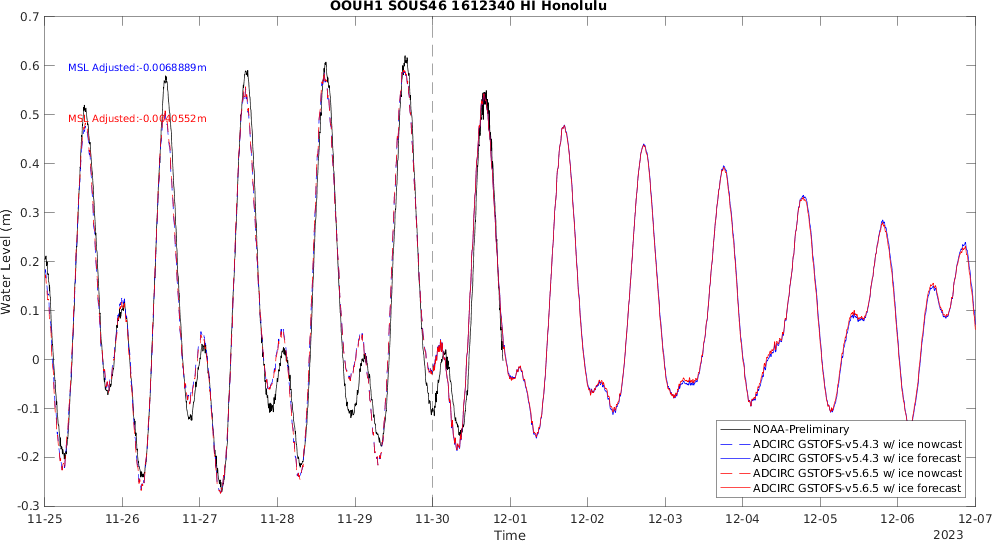 OOUH1 SOUS46 1612340 HI Honolulu
0.7
0.6
0.5
0.4
0.3
0.2
0.1
0
-0.1
-0.2
-0.3
Water Level (m)
MSL Adjusted:-0.0068889m
MSL Adjusted:-0.0040552m
NOAA-Preliminary
ADCIRC GSTOFS-v5.4.3 w/ ice nowcast
ADCIRC GSTOFS-v5.4.3 w/ ice forecast
ADCIRC GSTOFS-v5.6.5 w/ ice nowcast
ADCIRC GSTOFS-v5.6.5 w/ ice forecast
11-25 11-26 11-27 11-28 11-29 11-30 12-01 12-02 12-03 12-04 12-05 12-06 12-07
Time
2023